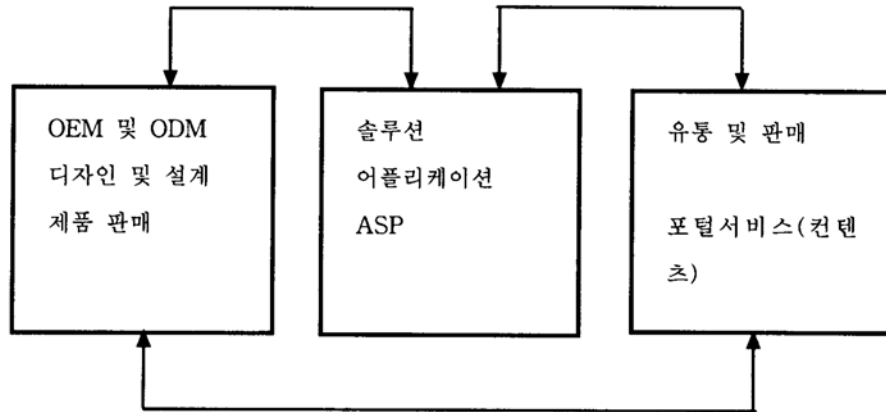 OEM 및 ODM
디자인 및 설계
제품 판매
솔루션
어플리케이션
ASP
유통 및 판매
포털서비스(컨텐
츠)